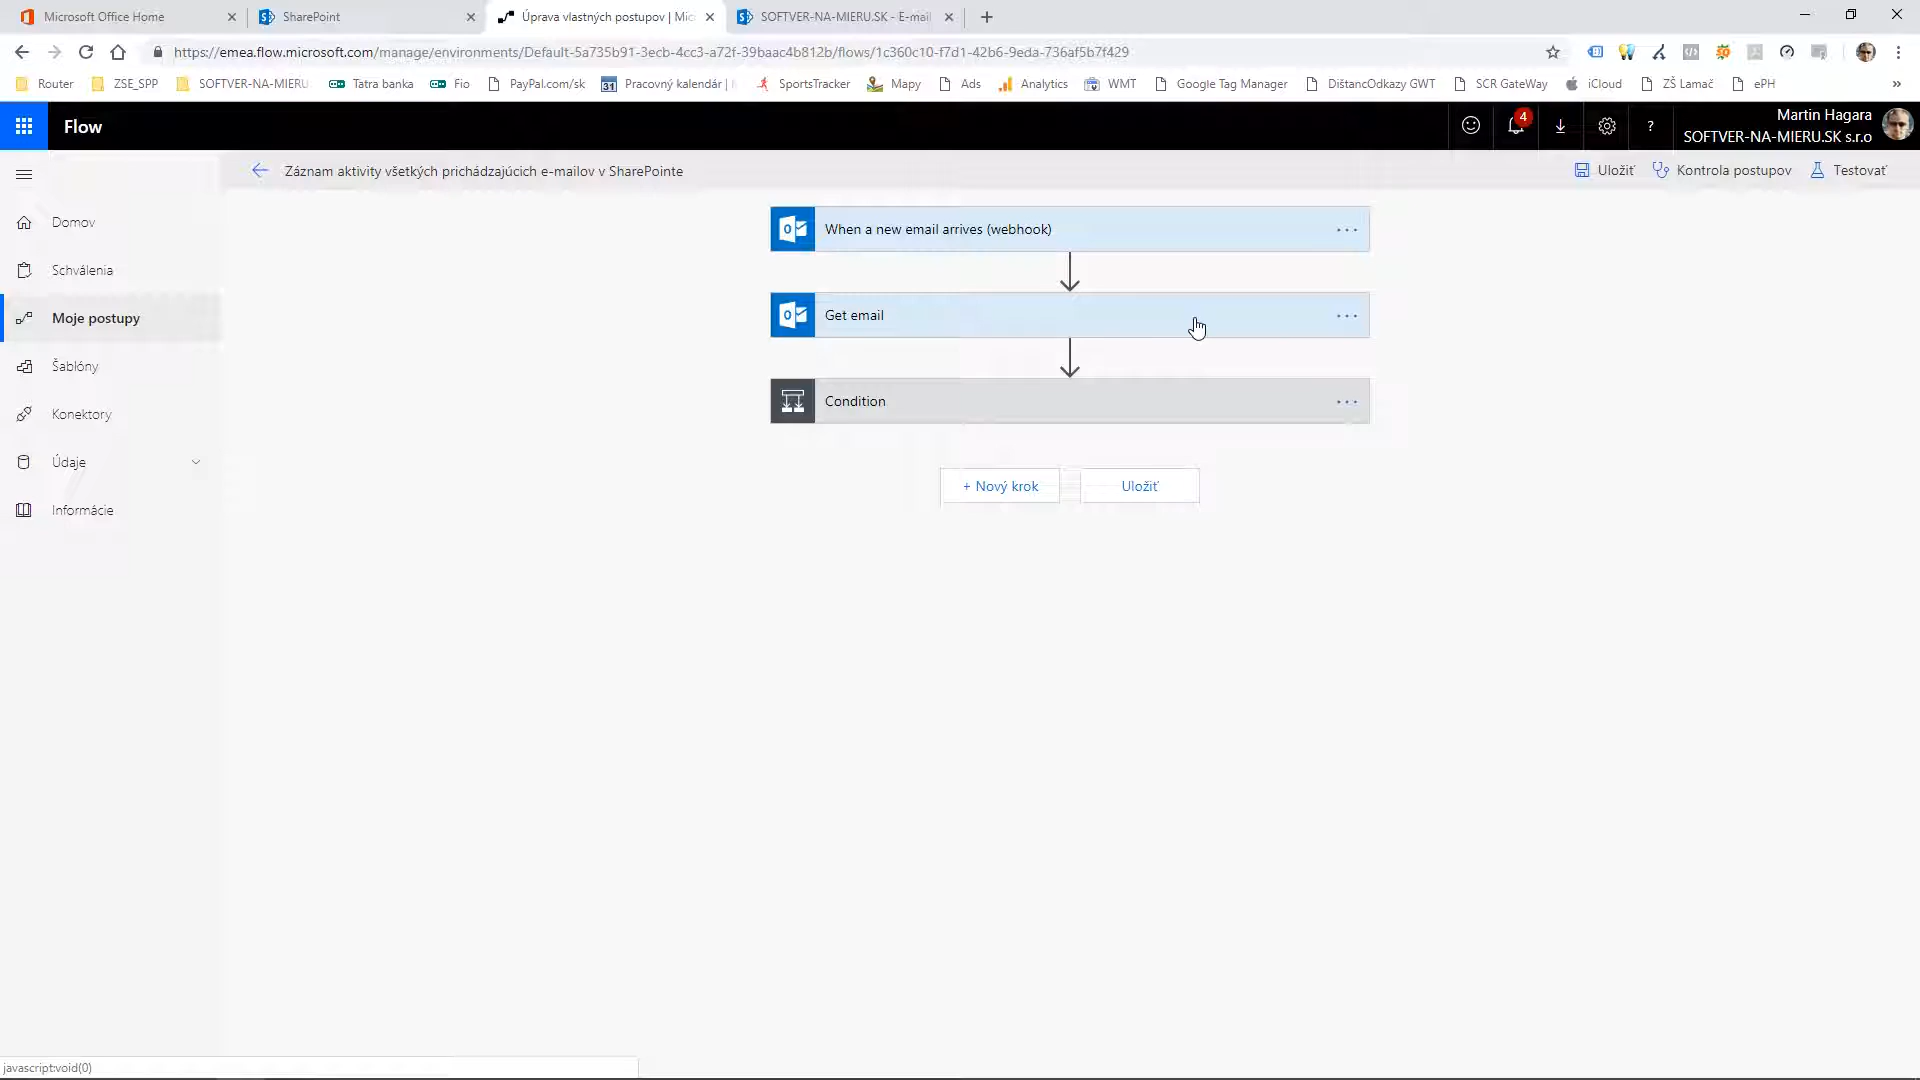 Microsoft Office Home
SharePoint
Úprava vlastných postupov | Mic
SOFTVER-NA-MIERU.SK - E-mail
https://emea.flow.microsoft.com/manage/environments/Default-5a735b91-3ecb-4cc3-a72f-39baac4b812b/flows/1c360c10-f7d1-42b6-9eda-736af5b7f429
Router
ZSE_SPP
SOFTVER-NA-MIERU
Tatra banka
Fio
PayPal.com/sk
31
Pracovný kalendár |
SportsTracker
Mapy
Ads
Analytics
WMT
Google Tag Manager
DištancOdkazy GWT
SCR GateWay
iCloud
ZŠ Lamač
ePH
»
Flow
4
?
Martin Hagara
SOFTVER-NA-MIERU.SK s.r.o
Záznam aktivity všetkých prichádzajúcich e-mailov v SharePointe
Uložiť
Kontrola postupov
Testovať
Domov
Schválenia
Moje postupy
Šablóny
Konektory
Údaje
Informácie
When a new email arrives (webhook)
Get email
Condition
+ Nový krok
Uložiť
javascript:void(0)